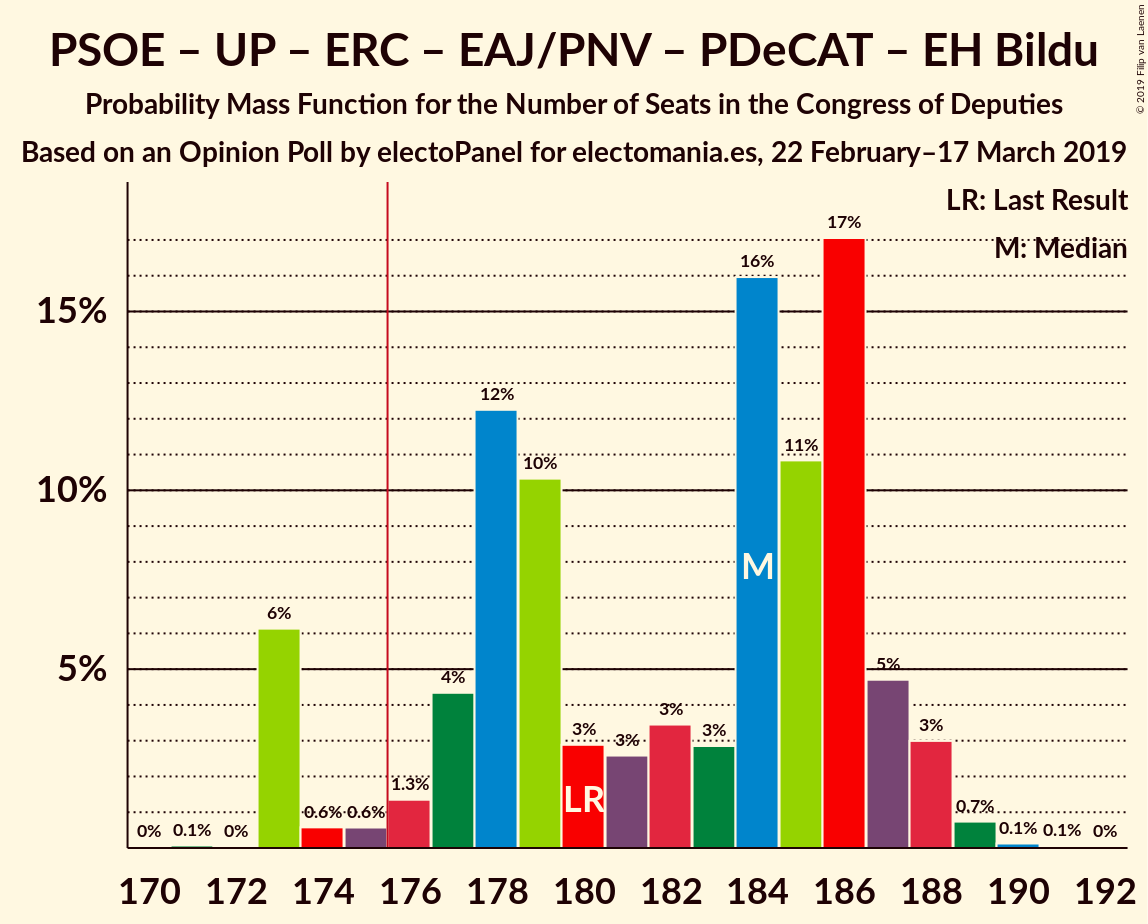 PSOE – UP – ERC – EAJ/PNV – PDeCAT – EH Bildu
Probability Mass Function for the Number of Seats in the Congress of Deputies
Based on an Opinion Poll by electoPanel for electomania.es, 22 February–17 March 2019
© 2019 Filip van Laenen
LR: Last Result
M: Median
15%
10%
5%
0% 0.1% 0% 6% 0.6% 0.6% 1.3% 4% 12% 10% 3% 3% 3% 3% 16% 11% 17% 5% 3% 0.7% 0.1% 0.1% 0%
M
LR
170 172 174 176 178 180 182 184 186 188 190 192